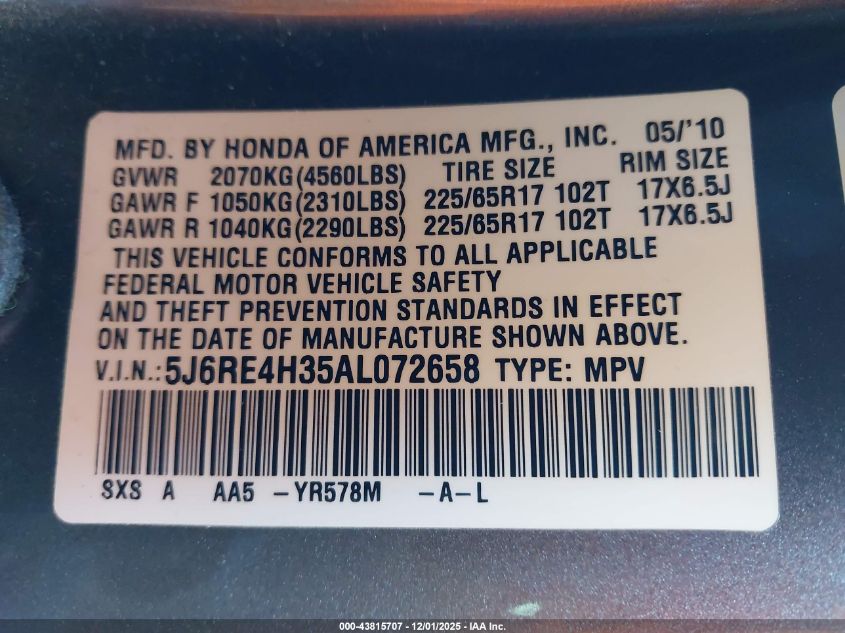 MFD. BY HONDA OF AMERICA MFG., INC. 05/'10
GVWR 2070KG(4560LBS) TIRE SIZE RIM SIZE
GAWR F 1050KG(2310LBS) 225/65R17 102T 17X6.5J
GAWR R 1040KG(2290LBS) 225/65R17 102T 17X6.5J
THIS VEHICLE CONFORMS TO ALL APPLICABLE
FEDERAL MOTOR VEHICLE SAFETY
AND THEFT PREVENTION STANDARDS IN EFFECT
ON THE DATE OF MANUFACTURE SHOWN ABOVE.
V.I.N.: 5J6RE4H35AL072658 TYPE: MPV
SXS A AA5 -YR578M -A-L
000-43815707 - 12/01/2025 - IAA Inc.